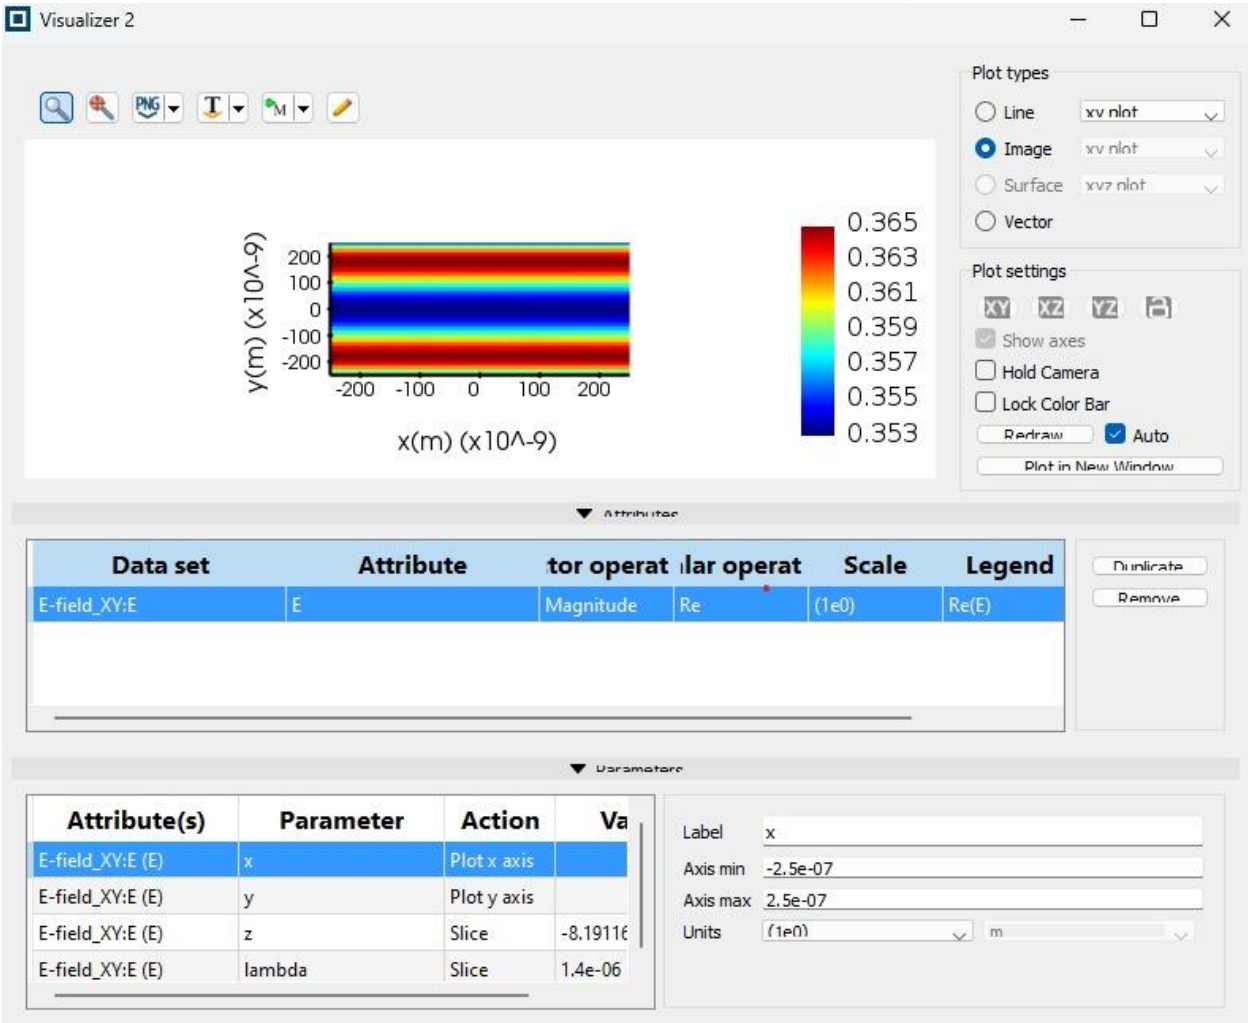 Visualizer 2
PNG T M
Plot types
Line xy plot
Image xy plot
Surface xyz plot
Vector
Plot settings
XY XZ YZ
Show axes
Hold Camera
Lock Color Bar
Redraw Auto
Plot in New Window
y(m) (x10^-9)
200
100
0
-100
-200
-200 -100 0 100 200
x(m) (x10^-9)
0.365
0.363
0.361
0.359
0.357
0.355
0.353
Attributes
Data set Attribute tor operat lar operat Scale Legend
E-field_XY:E E Magnitude Re (1e0) Re(E)
Duplicate
Remove
Parameters
Attribute(s) Parameter Action Va
E-field_XY:E (E) x Plot x axis
E-field_XY:E (E) y Plot y axis
E-field_XY:E (E) z Slice -8.19116
E-field_XY:E (E) lambda Slice 1.4e-06
Label x
Axis min -2.5e-07
Axis max 2.5e-07
Units (1e0) m